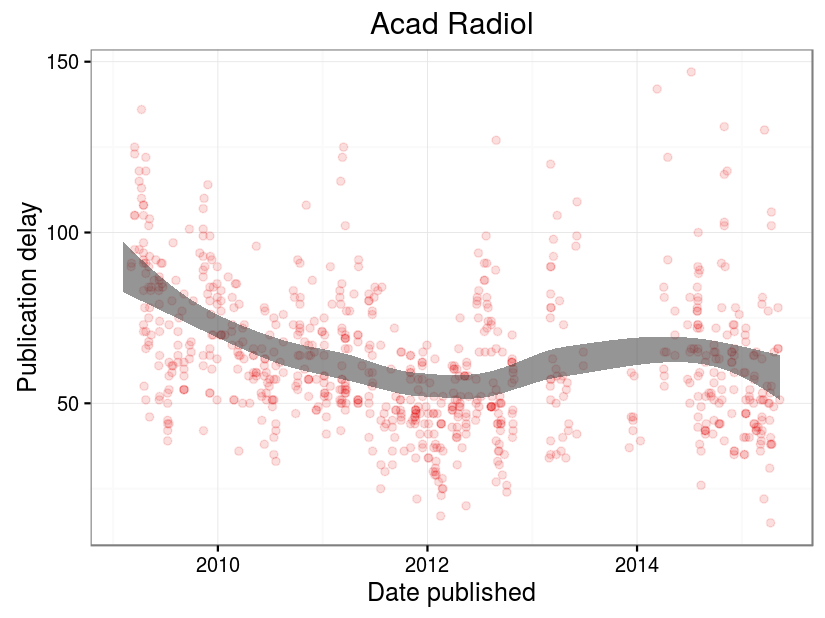 Acad Radiol
150
100
50
Publication delay
2010 2012 2014
Date published